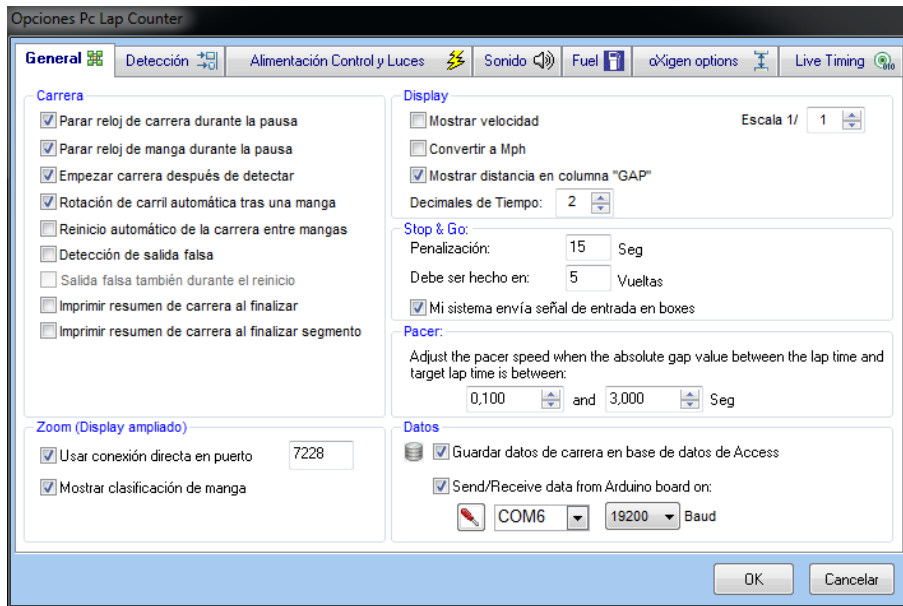 Opciones Pc Lap Counter
General
Detección
Alimentación Control y Luces
Sonido
Fuel
oXigen options
Live Timing
Carrera
Parar reloj de carrera durante la pausa
Parar reloj de manga durante la pausa
Empezar carrera después de detectar
Rotación de carril automática tras una manga
Reinicio automático de la carrera entre mangas
Detección de salida falsa
Salida falsa también durante el reinicio
Imprimir resumen de carrera al finalizar
Imprimir resumen de carrera al finalizar segmento
Display
Mostrar velocidad
Escala 1/ 1
Convertir a Mph
Mostrar distancia en columna "GAP"
Decimales de Tiempo: 2
Stop & Go:
Penalización: 15 Seg
Debe ser hecho en: 5 Vueltas
Mi sistema envía señal de entrada en boxes
Pacer:
Adjust the pacer speed when the absolute gap value between the lap time and
target lap time is between:
0,100 and 3,000 Seg
Zoom (Display ampliado)
Usar conexión directa en puerto 7228
Mostrar clasificación de manga
Datos
Guardar datos de carrera en base de datos de Access
Send/Receive data from Arduino board on:
COM6 19200 Baud
OK
Cancelar